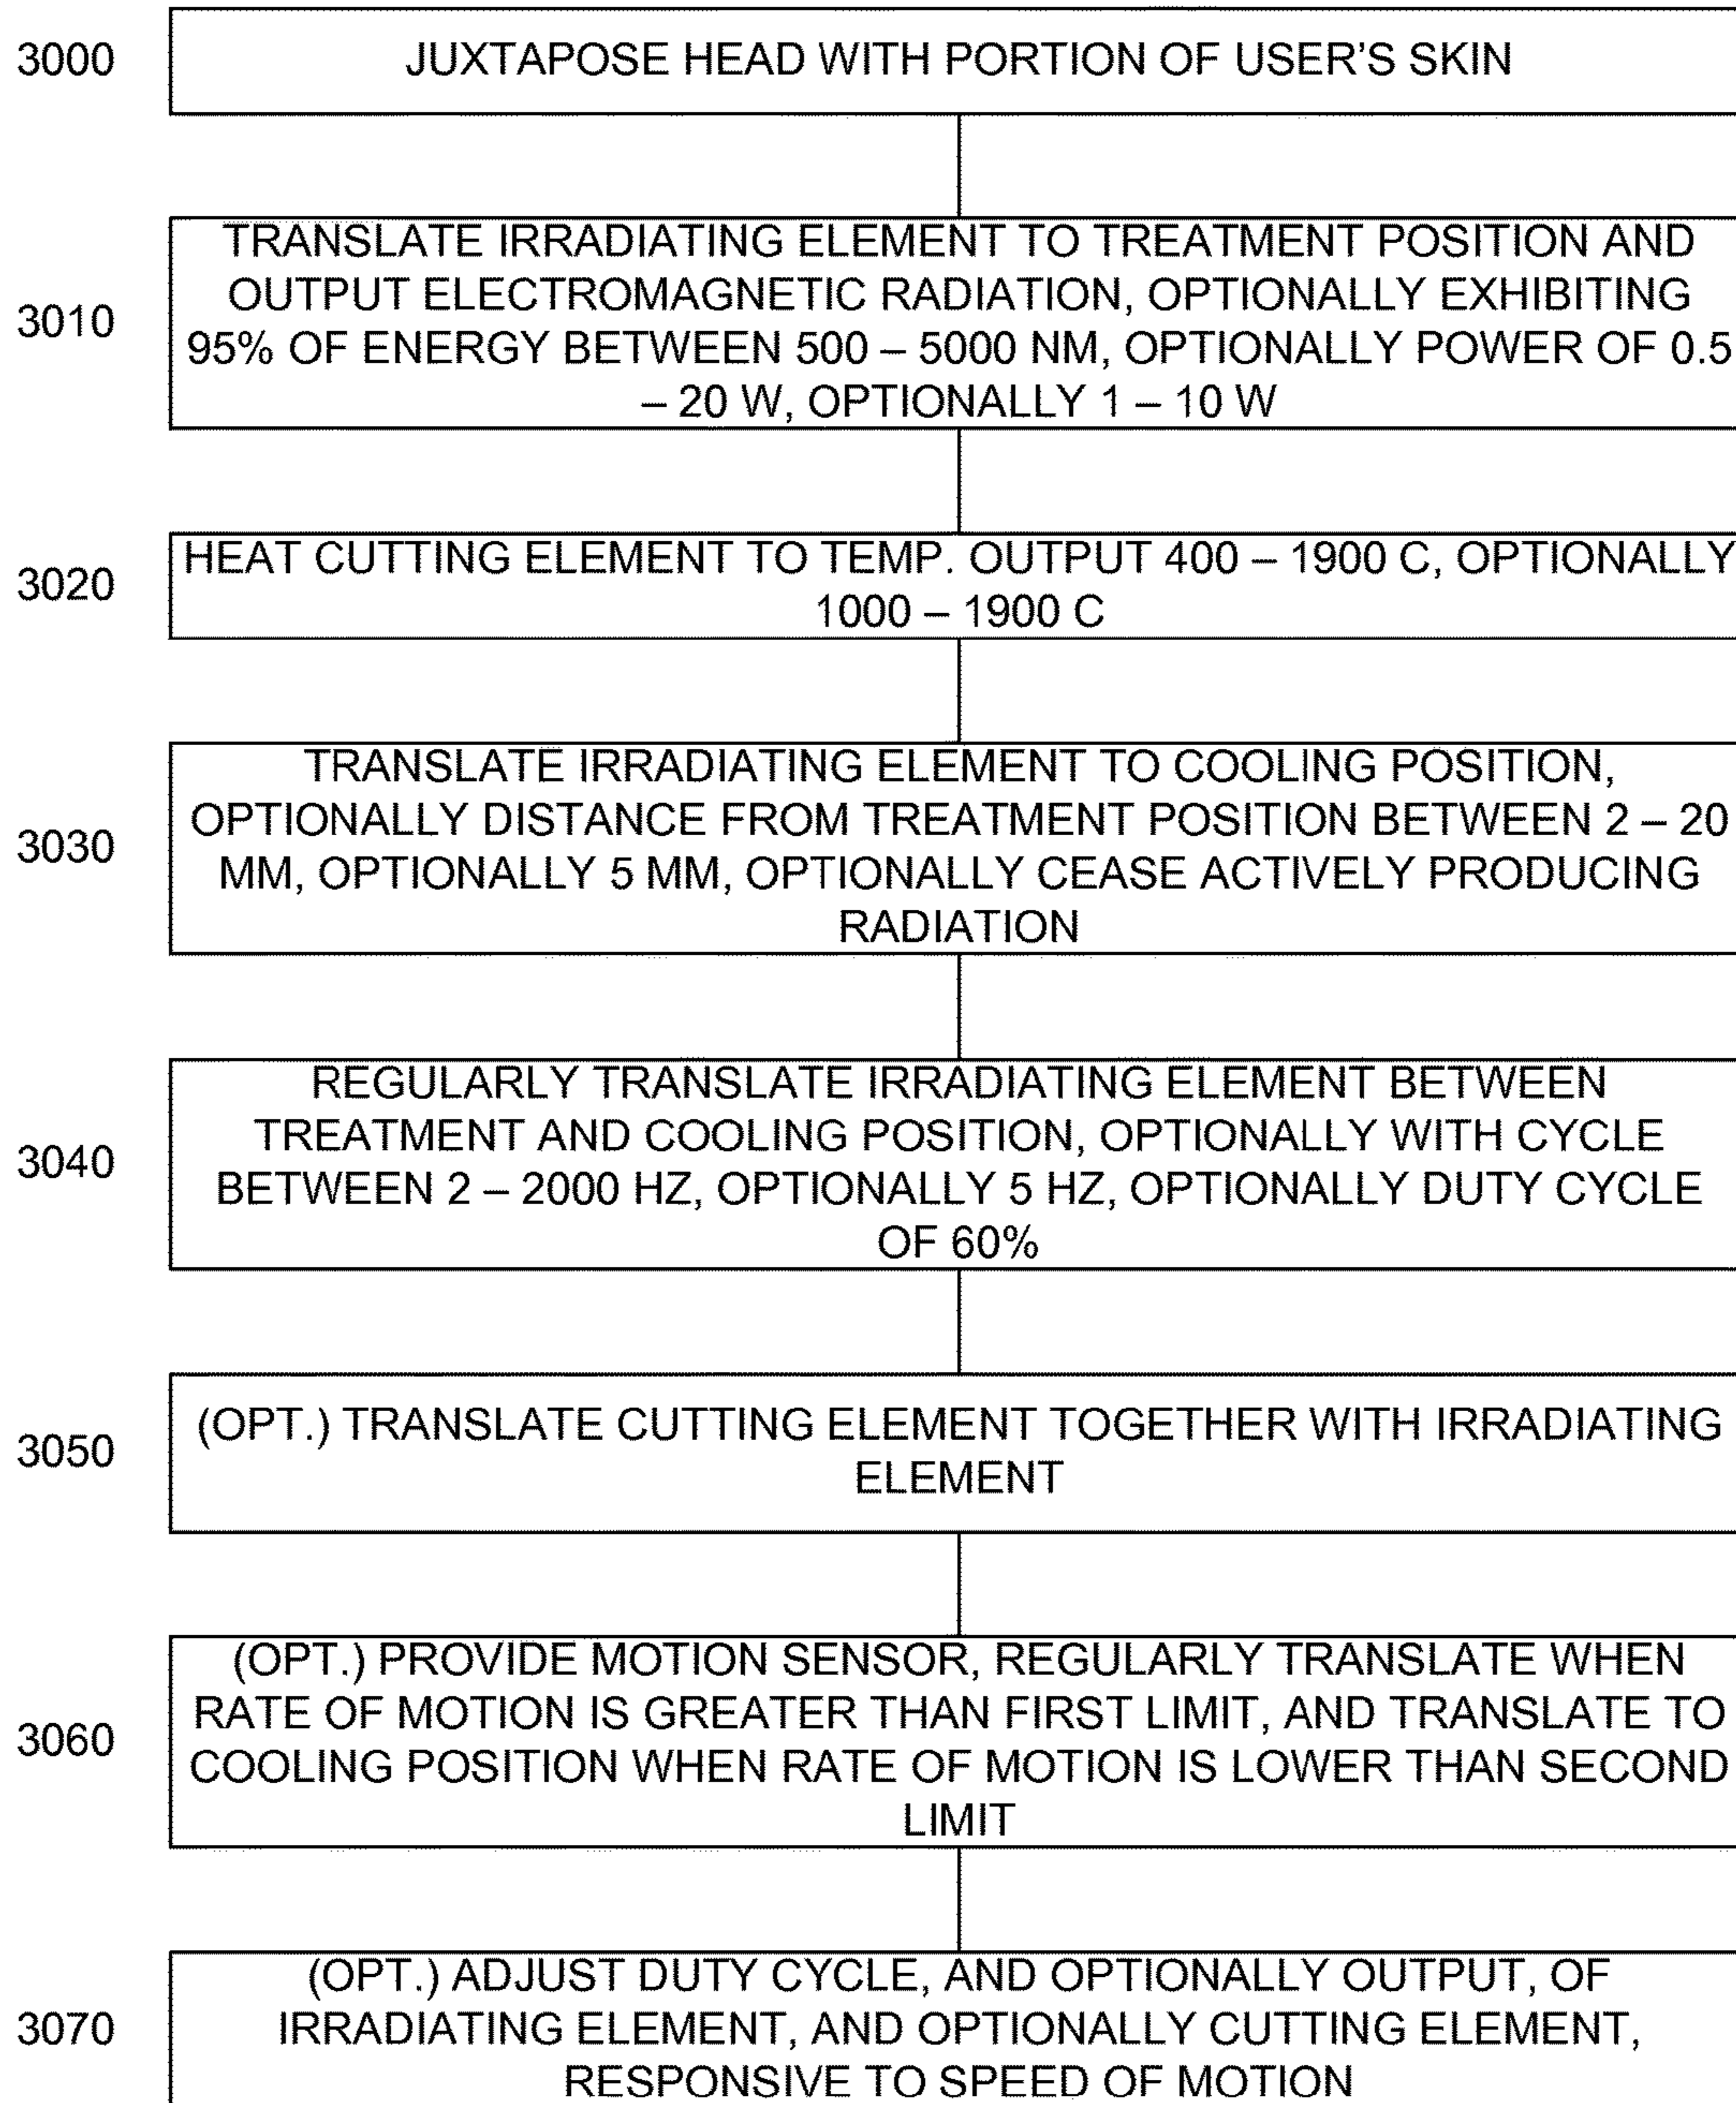 3000
JUXTAPOSE HEAD WITH PORTION OF USER'S SKIN
3010
TRANSLATE IRRADIATING ELEMENT TO TREATMENT POSITION AND
OUTPUT ELECTROMAGNETIC RADIATION, OPTIONALLY EXHIBITING
95% OF ENERGY BETWEEN 500 – 5000 NM, OPTIONALLY POWER OF 0.5
– 20 W, OPTIONALLY 1 – 10 W
3020
HEAT CUTTING ELEMENT TO TEMP. OUTPUT 400 – 1900 C, OPTIONALLY
1000 – 1900 C
3030
TRANSLATE IRRADIATING ELEMENT TO COOLING POSITION,
OPTIONALLY DISTANCE FROM TREATMENT POSITION BETWEEN 2 – 20
MM, OPTIONALLY 5 MM, OPTIONALLY CEASE ACTIVELY PRODUCING
RADIATION
3040
REGULARLY TRANSLATE IRRADIATING ELEMENT BETWEEN
TREATMENT AND COOLING POSITION, OPTIONALLY WITH CYCLE
BETWEEN 2 – 2000 HZ, OPTIONALLY 5 HZ, OPTIONALLY DUTY CYCLE
OF 60%
3050
(OPT.) TRANSLATE CUTTING ELEMENT TOGETHER WITH IRRADIATING
ELEMENT
3060
(OPT.) PROVIDE MOTION SENSOR, REGULARLY TRANSLATE WHEN
RATE OF MOTION IS GREATER THAN FIRST LIMIT, AND TRANSLATE TO
COOLING POSITION WHEN RATE OF MOTION IS LOWER THAN SECOND
LIMIT
3070
(OPT.) ADJUST DUTY CYCLE, AND OPTIONALLY OUTPUT, OF
IRRADIATING ELEMENT, AND OPTIONALLY CUTTING ELEMENT,
RESPONSIVE TO SPEED OF MOTION